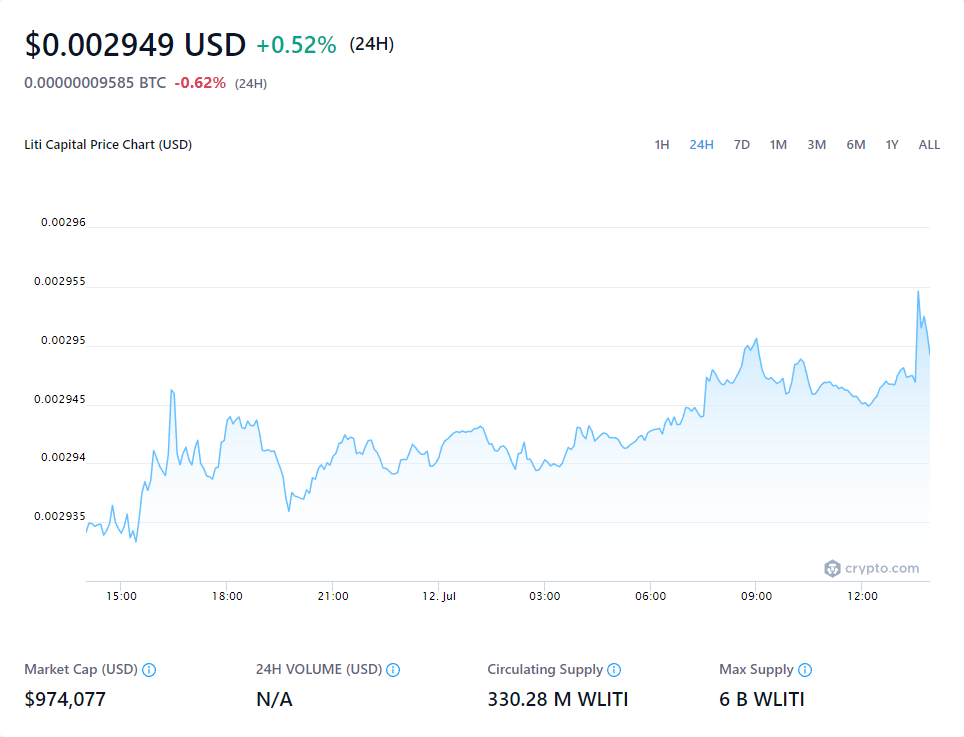 $0.002949 USD +0.52% (24H)
0.00000009585 BTC -0.62% (24H)
Liti Capital Price Chart (USD) 1H 24H 7D 1M 3M 6M 1Y ALL
0.00296
0.002955
0.00295
0.002945
0.00294
0.002935
crypto.com
15:00 18:00 21:00 12. Jul 03:00 06:00 09:00 12:00
Market Cap (USD) 24H VOLUME (USD) Circulating Supply Max Supply
$974,077 N/A 330.28 M WLITI 6 B WLITI